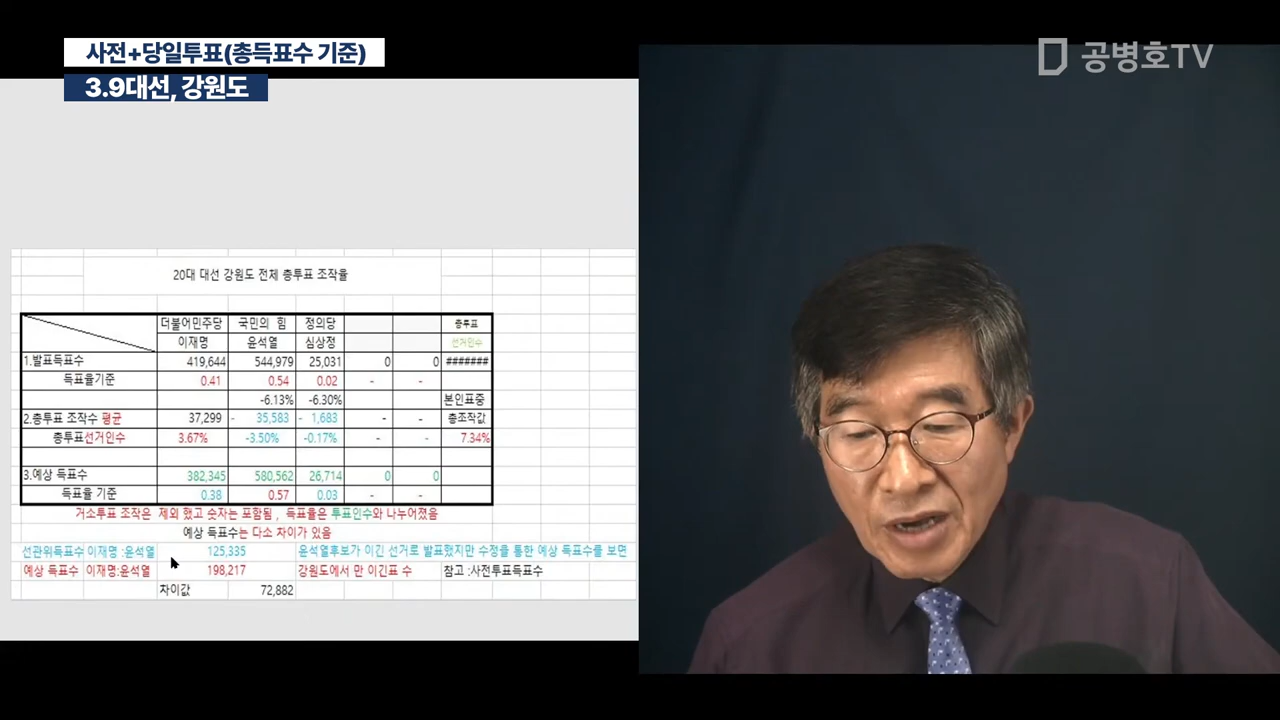 사전+당일투표(총득표수 기준)
3.9대선, 강원도
공병호TV
20대 대선 강원도 전체 총투표 조작율
더불어민주당 국민의 힘 정의당 총투표
이재명 윤석열 심상정 선거인수
1.발표득표수 419,644 544,979 25,031 0 0 #######
득표율기준 0.41 0.54 0.02 - -
-6.13% -6.30% 본인표중
2.총투표 조작수 평균 37,299 - 35,583 - 1,683 - - 총조작값
총투표선거인수 3.67% -3.50% -0.17% - - 7.34%
3.예상 득표수 382,345 580,562 26,714 0 0
득표율 기준 0.38 0.57 0.03 - -
거소투표 조작은 제외 했고 숫자는 포함됨 , 득표율은 투표인수와 나누어졌음
예상 득표수는 다소 차이가 있음
선관위득표수 이재명 :윤석열 125,335 윤석열후보가 이긴 선거로 발표했지만 수정을 통한 예상 득표수를 보면
예상 득표수 이재명:윤석열 198,217 강원도에서 만 이긴표 수 참고 :사전투표득표수
차이값 72,882